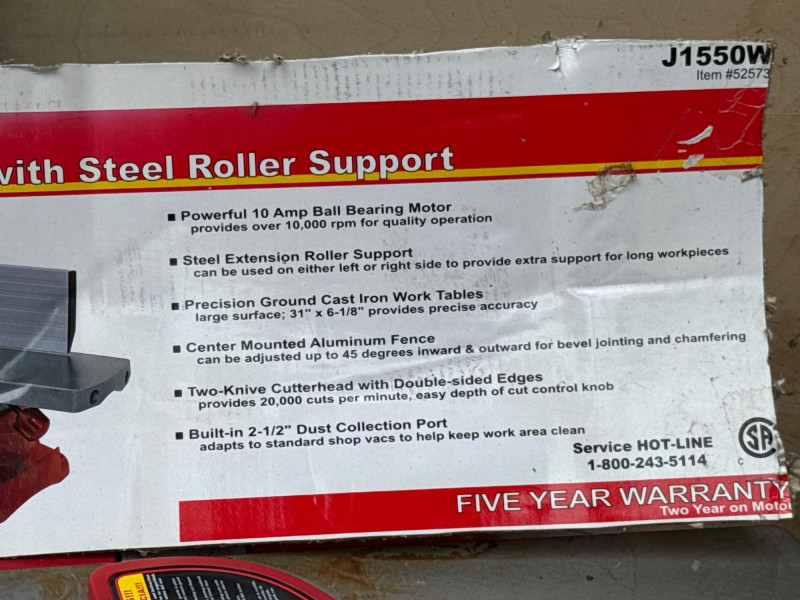 J1550W
Item #52573
with Steel Roller Support
■ Powerful 10 Amp Ball Bearing Motor
provides over 10,000 rpm for quality operation
■ Steel Extension Roller Support
can be used on either left or right side to provide extra support for long workpieces
■ Precision Ground Cast Iron Work Tables
large surface; 31" x 6-1/8" provides precise accuracy
■ Center Mounted Aluminum Fence
can be adjusted up to 45 degrees inward & outward for bevel jointing and chamfering
■ Two-Knive Cutterhead with Double-sided Edges
provides 20,000 cuts per minute, easy depth of cut control knob
■ Built-in 2-1/2" Dust Collection Port
adapts to standard shop vacs to help keep work area clean
Service HOT-LINE
1-800-243-5114
SA
C
FIVE YEAR WARRANTY
Two Year on Motor